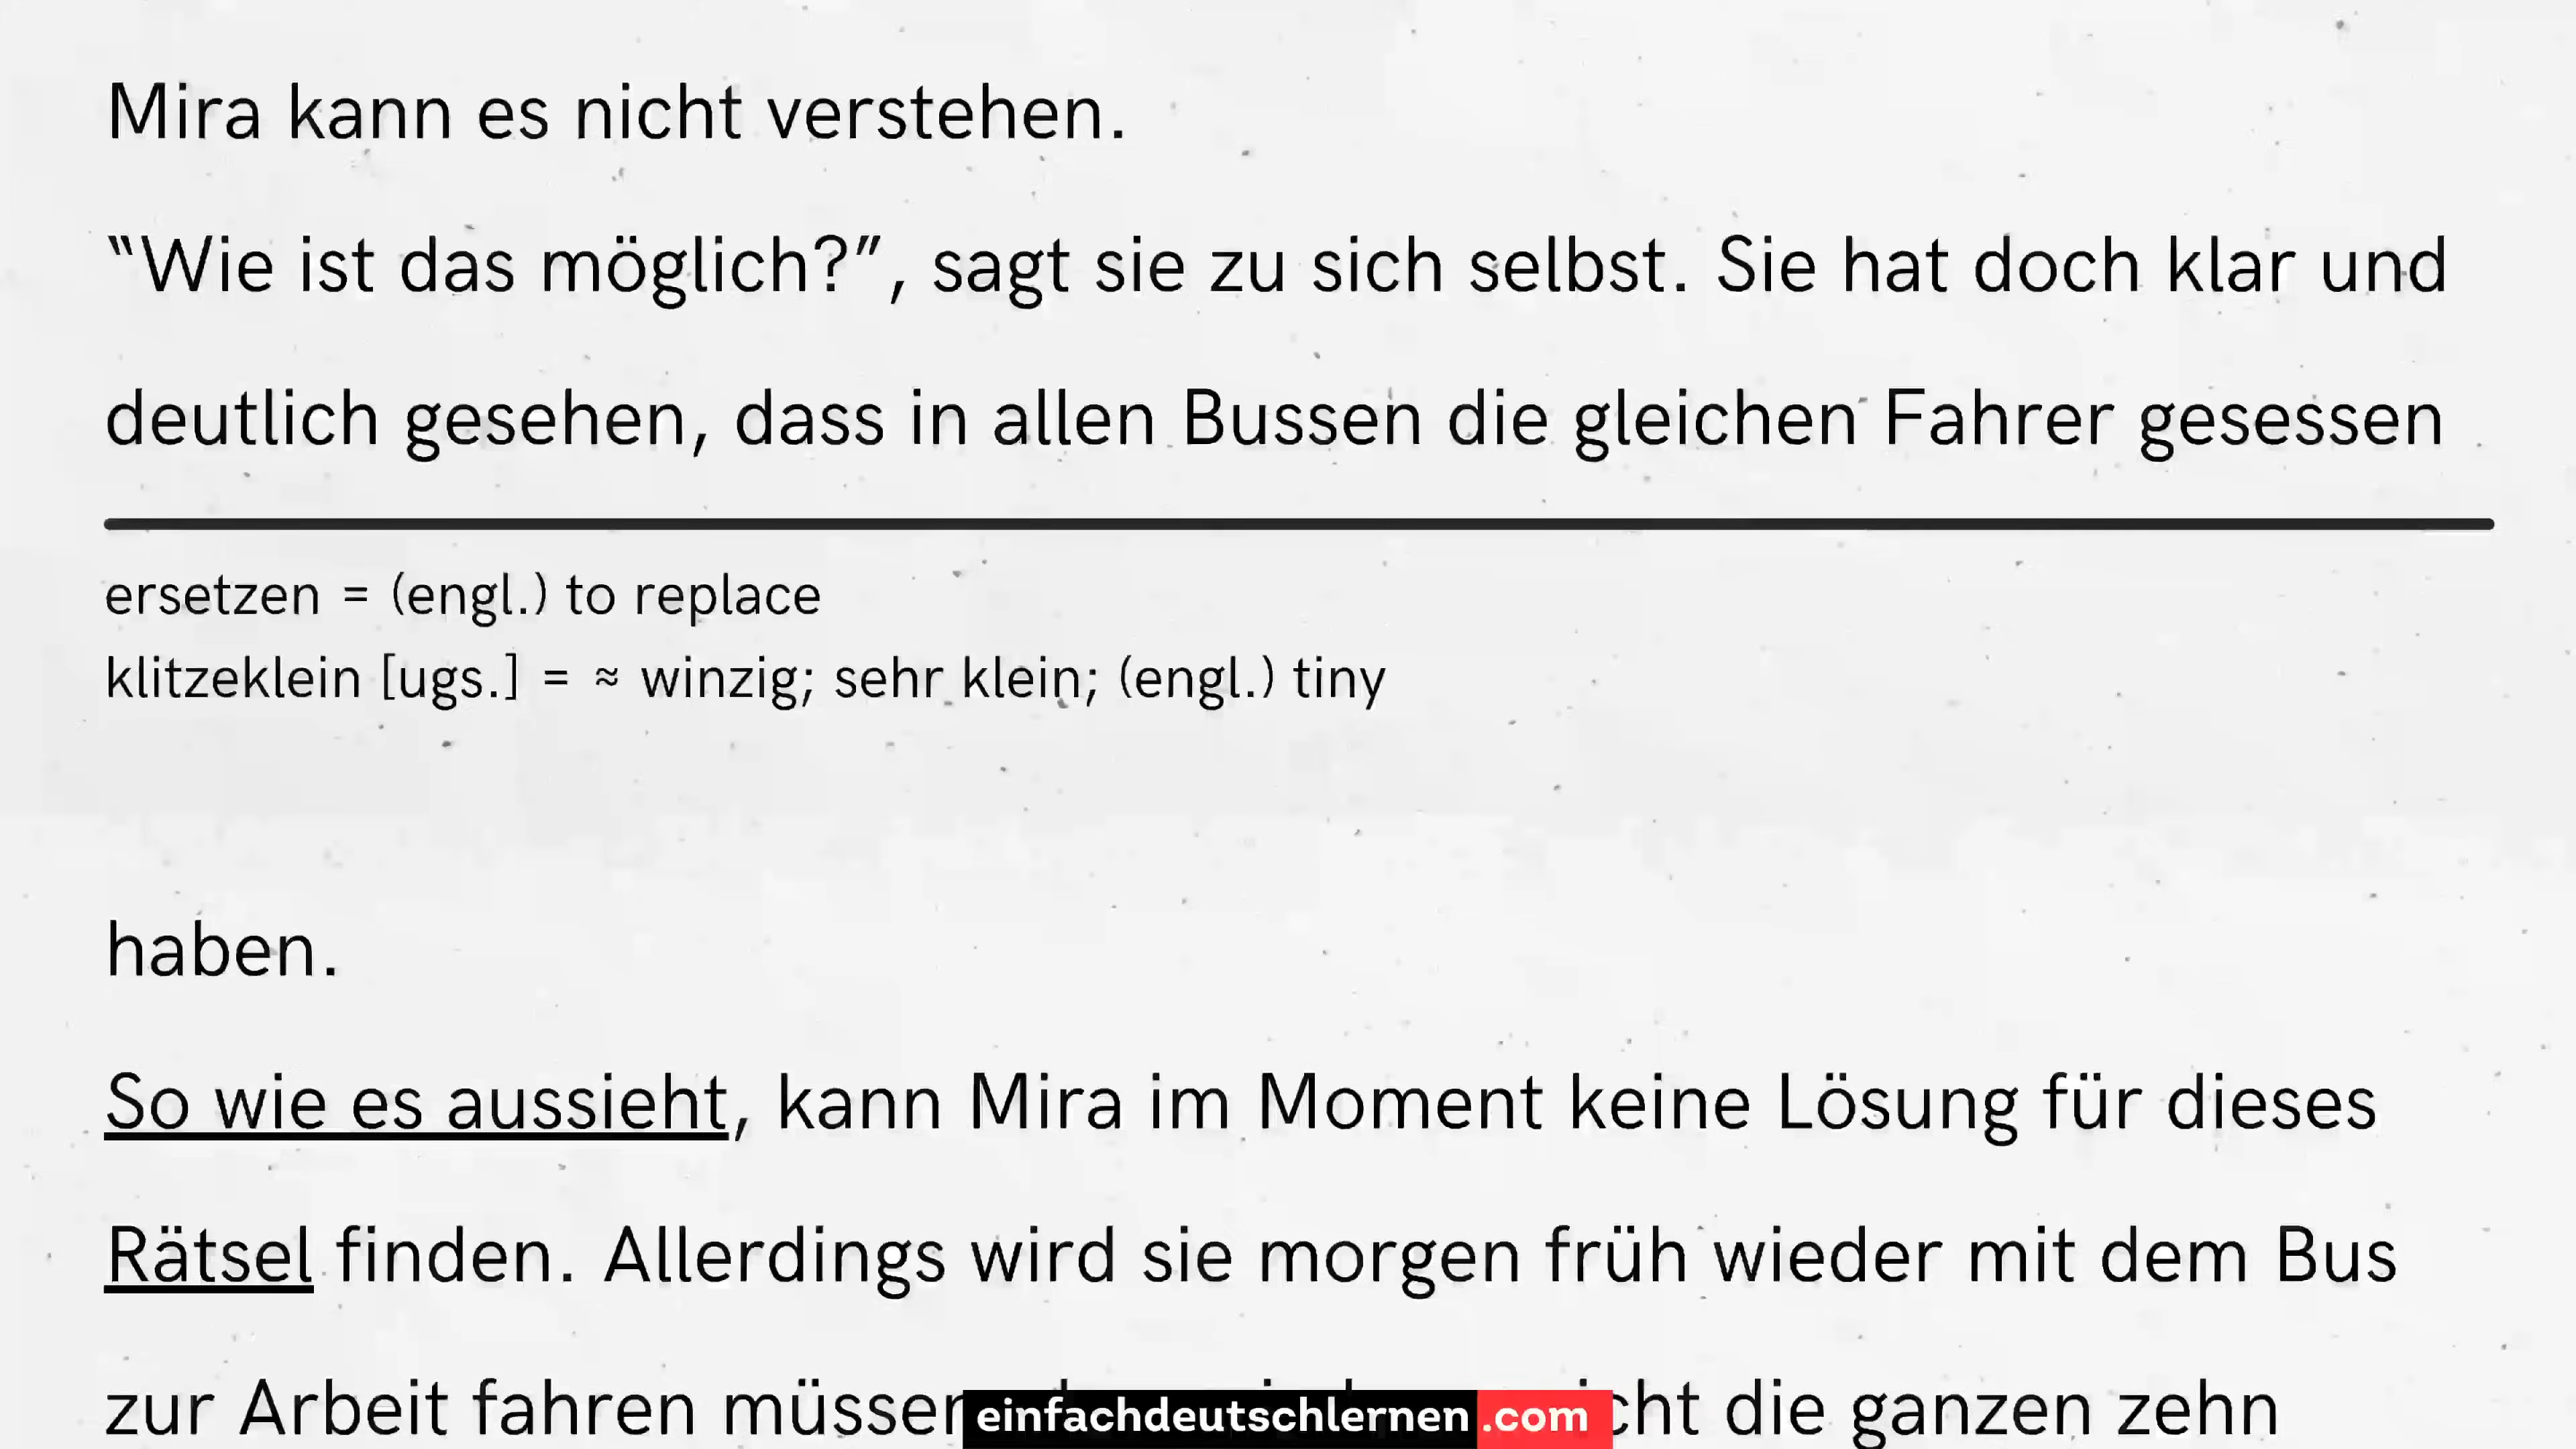 Mira kann es nicht verstehen.
“Wie ist das möglich?”, sagt sie zu sich selbst. Sie hat doch klar und
deutlich gesehen, dass in allen Bussen die gleichen Fahrer gesessen
ersetzen = (engl.) to replace
klitzeklein [ugs.] = ≈ winzig; sehr klein; (engl.) tiny
haben.
So wie es aussieht, kann Mira im Moment keine Lösung für dieses
Rätsel finden. Allerdings wird sie morgen früh wieder mit dem Bus
zur Arbeit fahren die ganzen zehn
einfachdeutschlernen.com